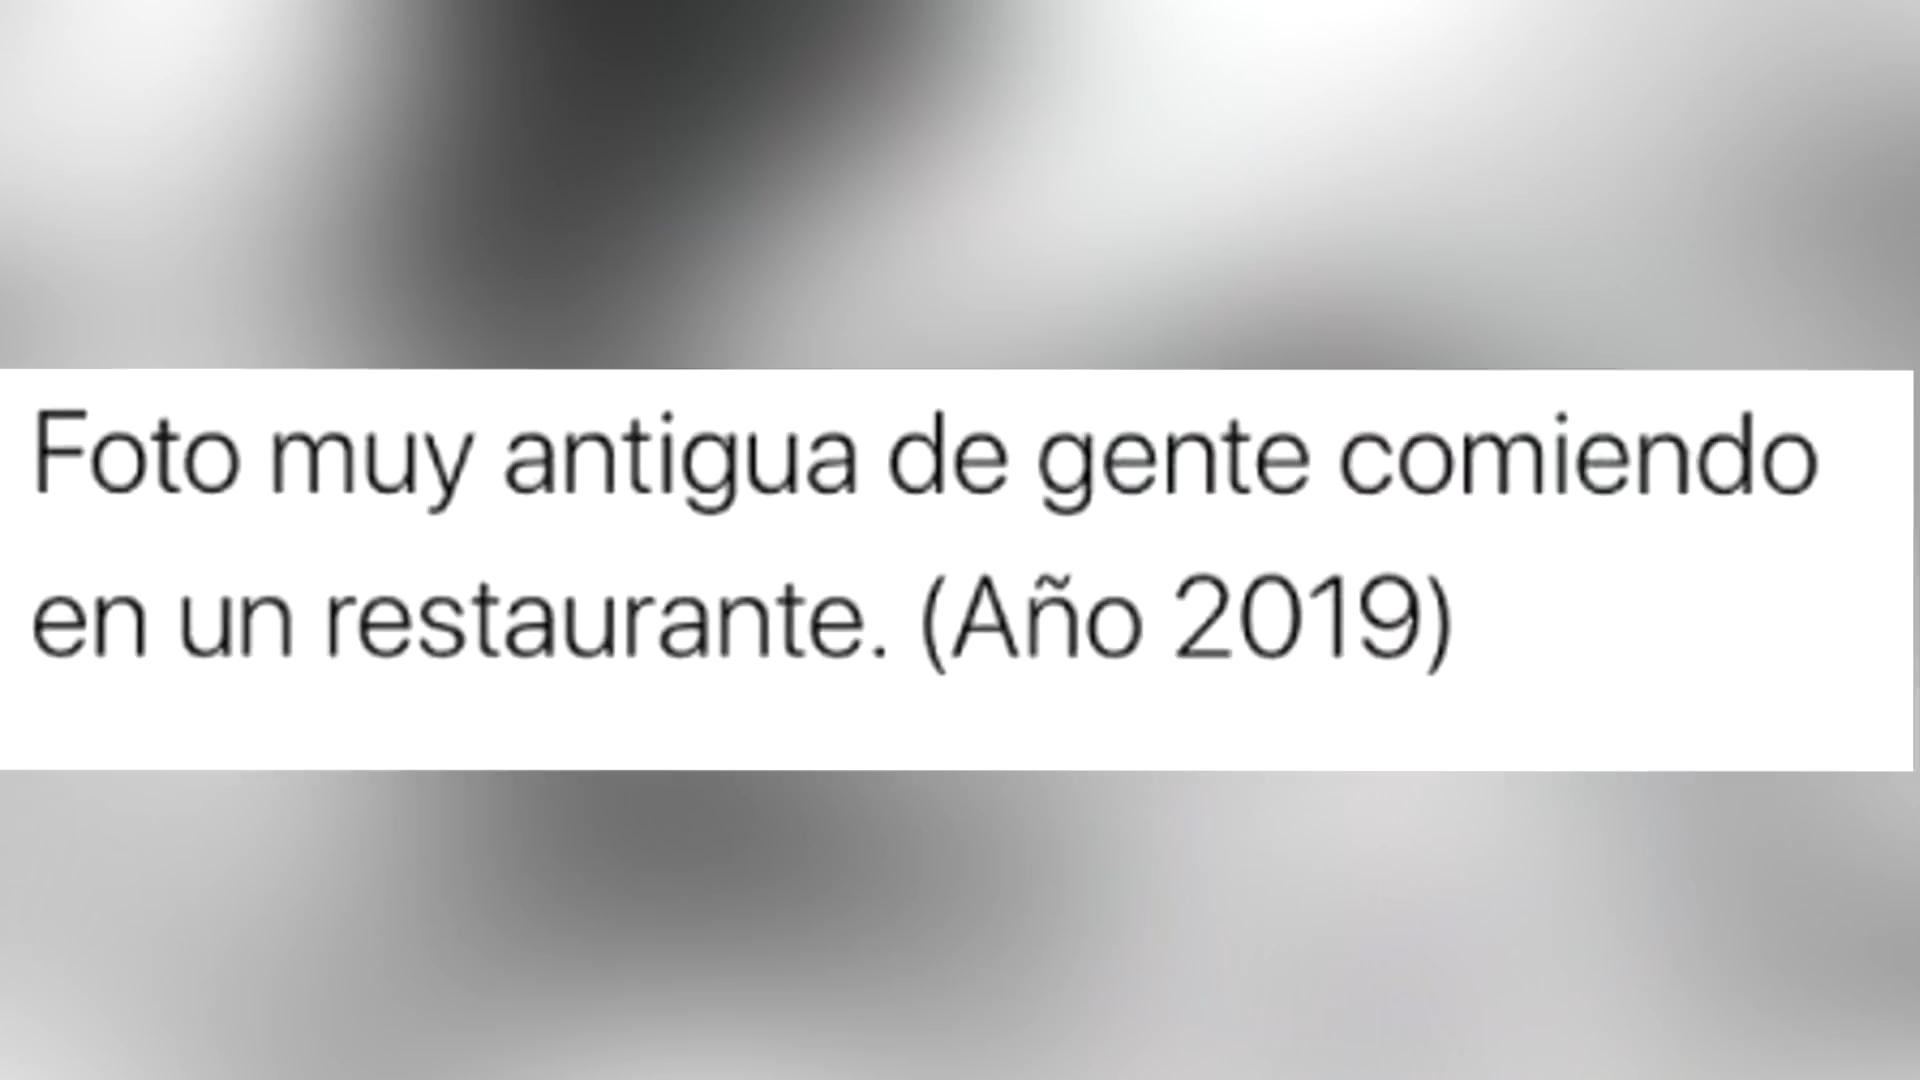 Foto muy antigua de gente comiendo
en un restaurante. (Año 2019)